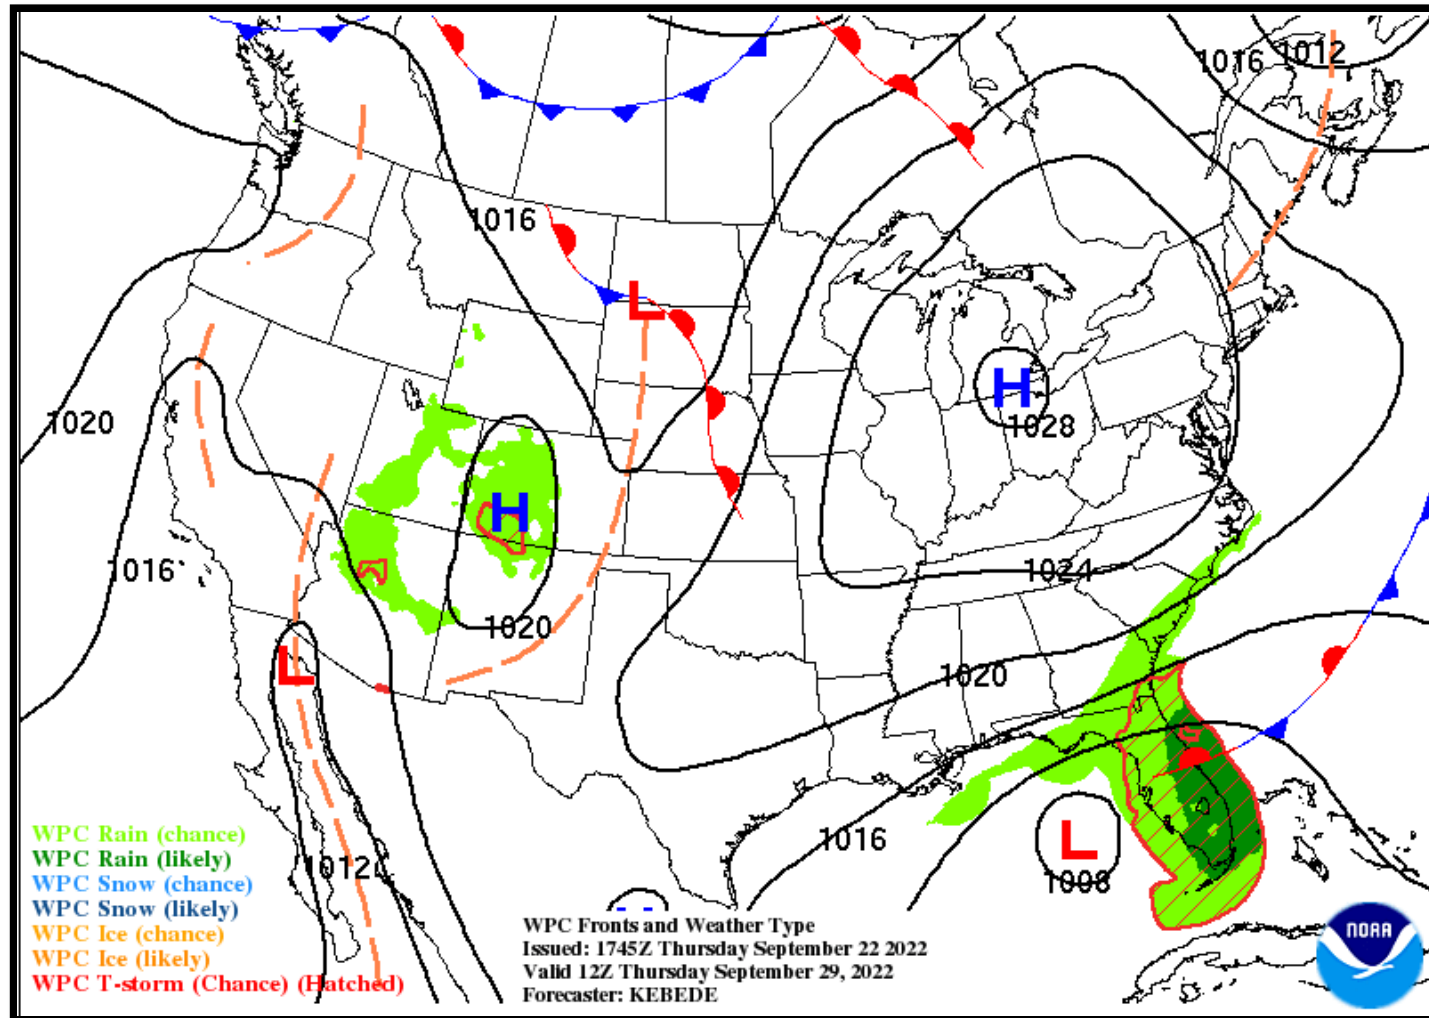 1016
1012
1016
L
H
1028
1020
H
1016
1024
1020
L
1020
1016
L
1008
1012
WPC Rain (chance)
WPC Rain (likely)
WPC Snow (chance)
WPC Snow (likely)
WPC Ice (chance)
WPC Ice (likely)
WPC T-storm (Chance) (Hatched)
WPC Fronts and Weather Type
Issued: 1745Z Thursday September 22 2022
Valid 12Z Thursday September 29, 2022
Forecaster: KEBEDE
NOAA